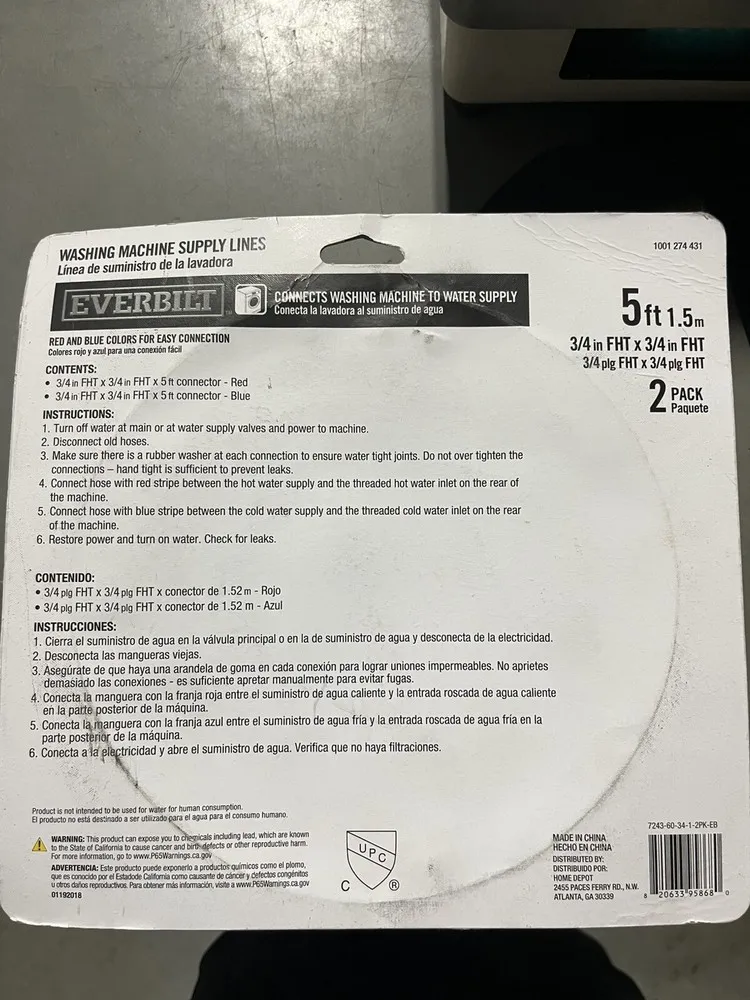 WASHING MACHINE SUPPLY LINES
Línea de suministro de la lavadora
1001 274 431
EVERBILT
CONNECTS WASHING MACHINE TO WATER SUPPLY
Conecta la lavadora al suministro de agua
5 ft 1.5 m
3/4 in FHT x 3/4 in FHT
3/4 plg FHT x 3/4 plg FHT
2 PACK
Paquete
RED AND BLUE COLORS FOR EASY CONNECTION
Colores rojo y azul para una conexión fácil
CONTENTS:
• 3/4 in FHT x 3/4 in FHT x 5 ft connector - Red
• 3/4 in FHT x 3/4 in FHT x 5 ft connector - Blue
INSTRUCTIONS:
1. Turn off water at main or at water supply valves and power to machine.
2. Disconnect old hoses.
3. Make sure there is a rubber washer at each connection to ensure water tight joints. Do not over tighten the
connections – hand tight is sufficient to prevent leaks.
4. Connect hose with red stripe between the hot water supply and the threaded hot water inlet on the rear of
the machine.
5. Connect hose with blue stripe between the cold water supply and the threaded cold water inlet on the rear
of the machine.
6. Restore power and turn on water. Check for leaks.
CONTENIDO:
• 3/4 plg FHT x 3/4 plg FHT x conector de 1.52 m - Rojo
• 3/4 plg FHT x 3/4 plg FHT x conector de 1.52 m - Azul
INSTRUCCIONES:
1. Cierra el suministro de agua en la válvula principal o en la de suministro de agua y desconecta de la electricidad.
2. Desconecta las mangueras viejas.
3. Asegúrate de que haya una arandela de goma en cada conexión para lograr uniones impermeables. No aprietes
demasiado las conexiones - es suficiente apretar manualmente para evitar fugas.
4. Conecta la manguera con la franja roja entre el suministro de agua caliente y la entrada roscada de agua caliente
en la parte posterior de la máquina.
5. Conecta la manguera con la franja azul entre el suministro de agua fría y la entrada roscada de agua fría en la
parte posterior de la máquina.
6. Conecta a la electricidad y abre el suministro de agua. Verifica que no haya filtraciones.
Product is not intended to be used for water for human consumption.
El producto no está destinado a ser utilizado para el agua para el consumo humano.
WARNING: This product can expose you to chemicals including lead, which are known
to the State of California to cause cancer and birth defects or other reproductive harm.
For more information, go to www.P65Warnings.ca.gov
ADVERTENCIA: Este producto puede exponerlo a productos químicos como el plomo,
que es conocido por el Estado de California como causante de cáncer y defectos congénitos
u otros daños reproductivos. Para obtener más información, visite a www.P65Warnings.ca.gov
01192018
UPC
C ®
MADE IN CHINA
HECHO EN CHINA
DISTRIBUTED BY:
DISTRIBUIDO POR:
HOME DEPOT
2455 PACES FERRY RD., N.W.
ATLANTA, GA 30339
7243-60-34-1-2PK-EB
8 20633 95868 0